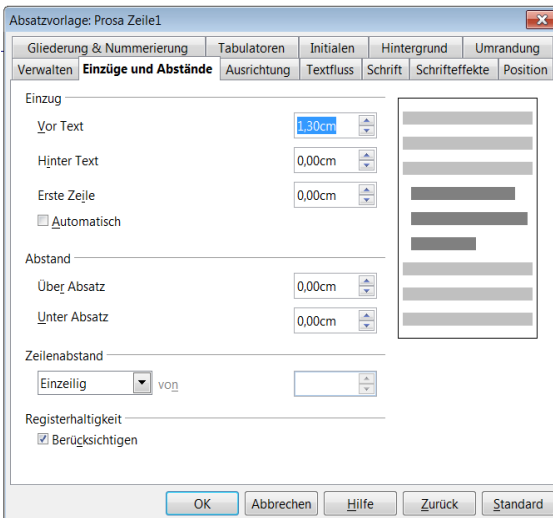 Absatzvorlage: Prosa Zeile1
Gliederung & Nummerierung Tabulatoren Initialen Hintergrund Umrandung
Verwalten Einzüge und Abstände Ausrichtung Textfluss Schrift Schrifteffekte Position
Einzug
Vor Text 1,30cm
Hinter Text 0,00cm
Erste Zeile 0,00cm
Automatisch
Abstand
Über Absatz 0,00cm
Unter Absatz 0,00cm
Zeilenabstand
Einzeilig von
Registerhaltigkeit
Berücksichtigen
OK Abbrechen Hilfe Zurück Standard